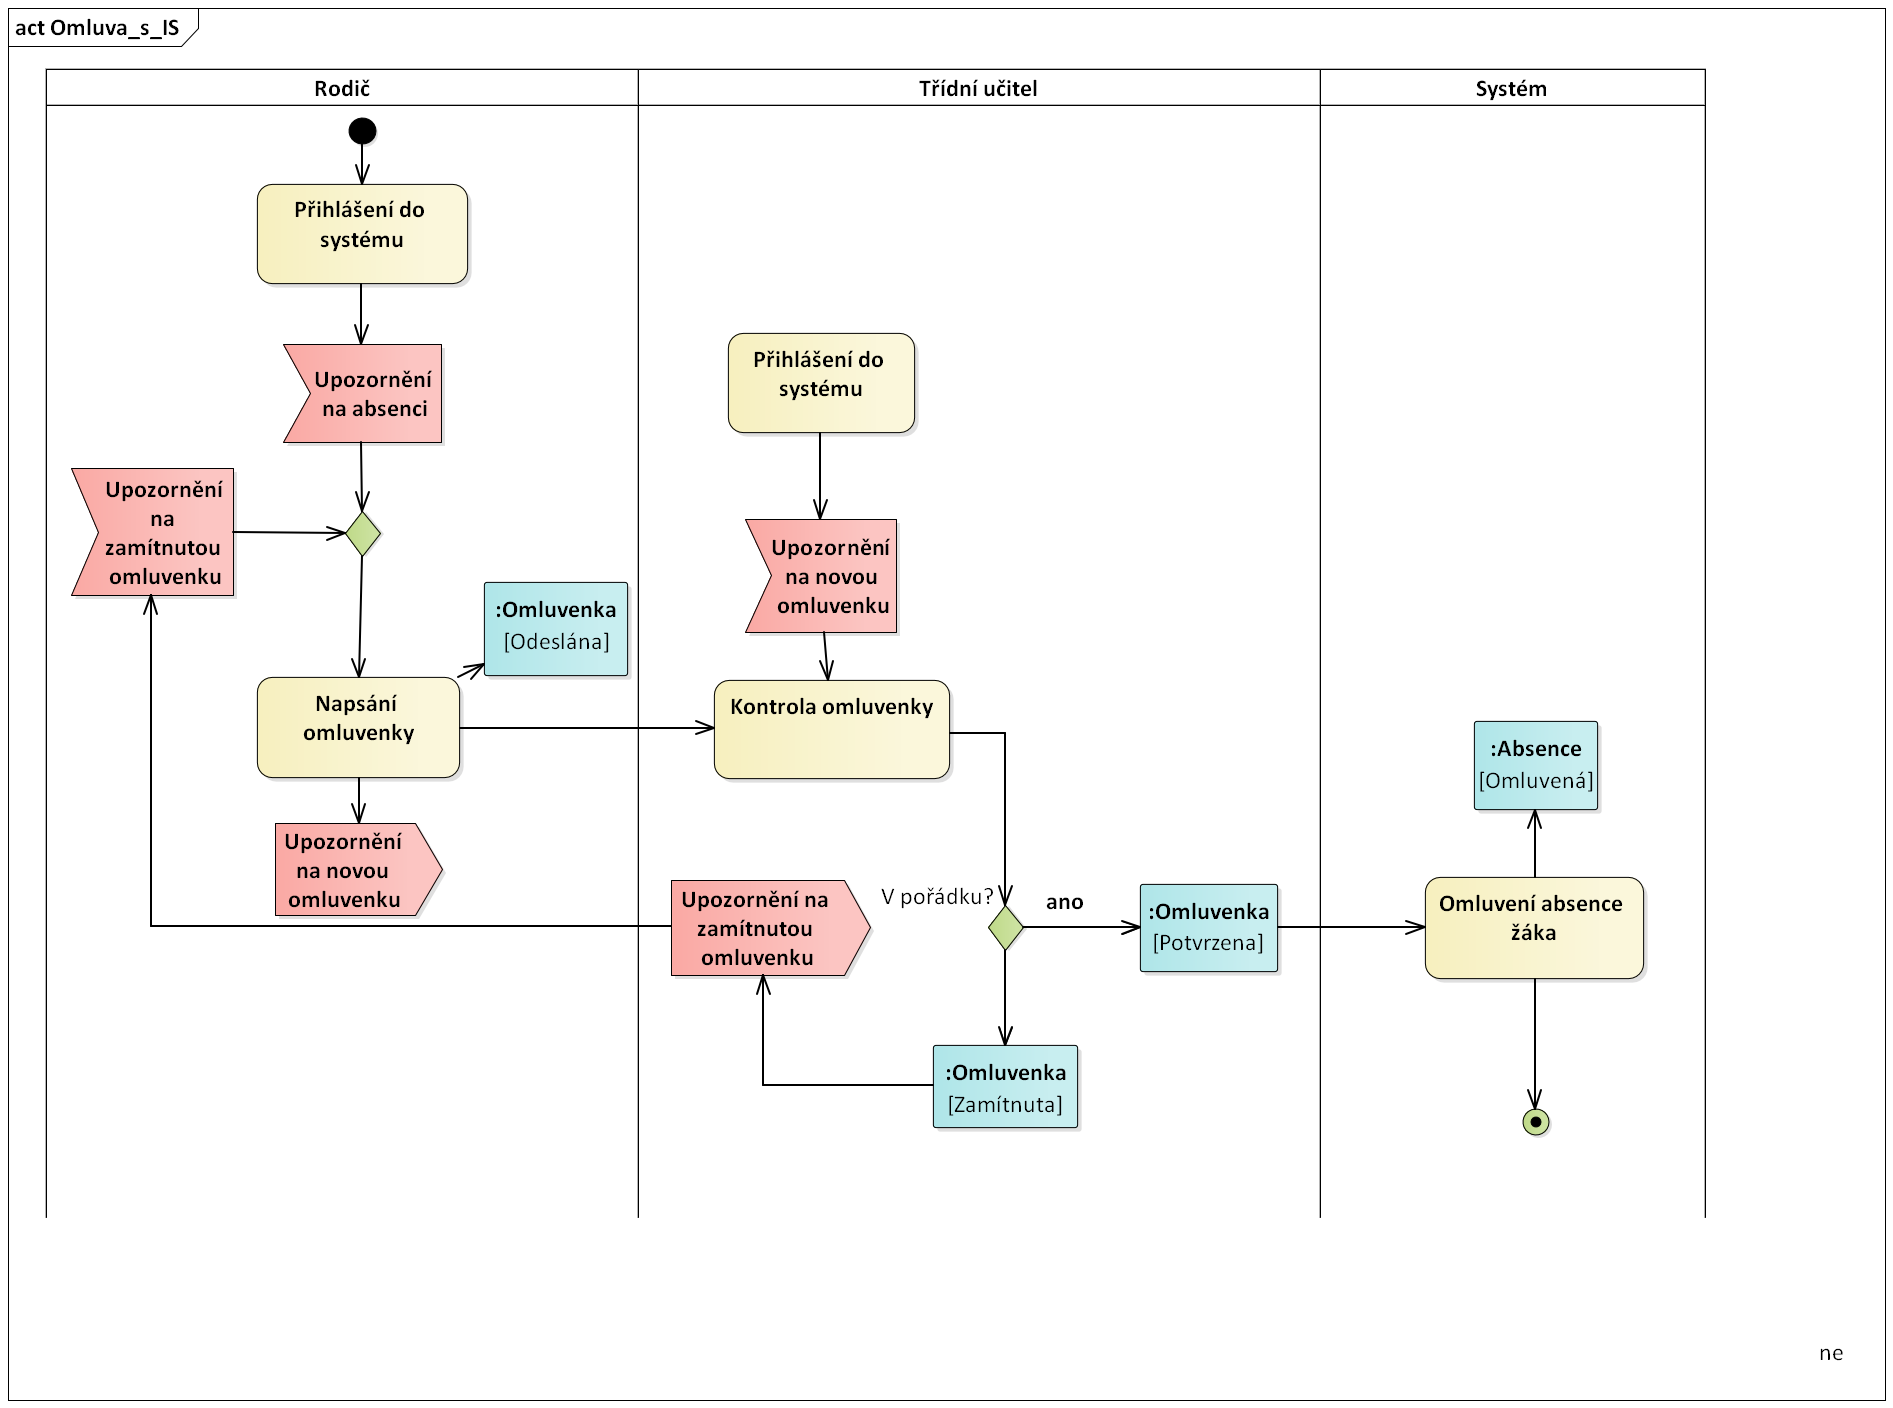 act Omluva_s_IS
Rodič
Třídní učitel
Systém
Přihlášení do
systému
Upozornění
na absenci
Upozornění
na
zamítnutou
omluvenku
:Omluvenka
[Odeslána]
Napsání
omluvenky
Upozornění
na novou
omluvenku
Přihlášení do
systému
Upozornění
na novou
omluvenku
Kontrola omluvenky
Upozornění na
zamítnutou
omluvenku
V pořádku?
ano
:Omluvenka
[Potvrzena]
:Omluvenka
[Zamítnuta]
:Absence
[Omluvená]
Omluvení absence
žáka
ne